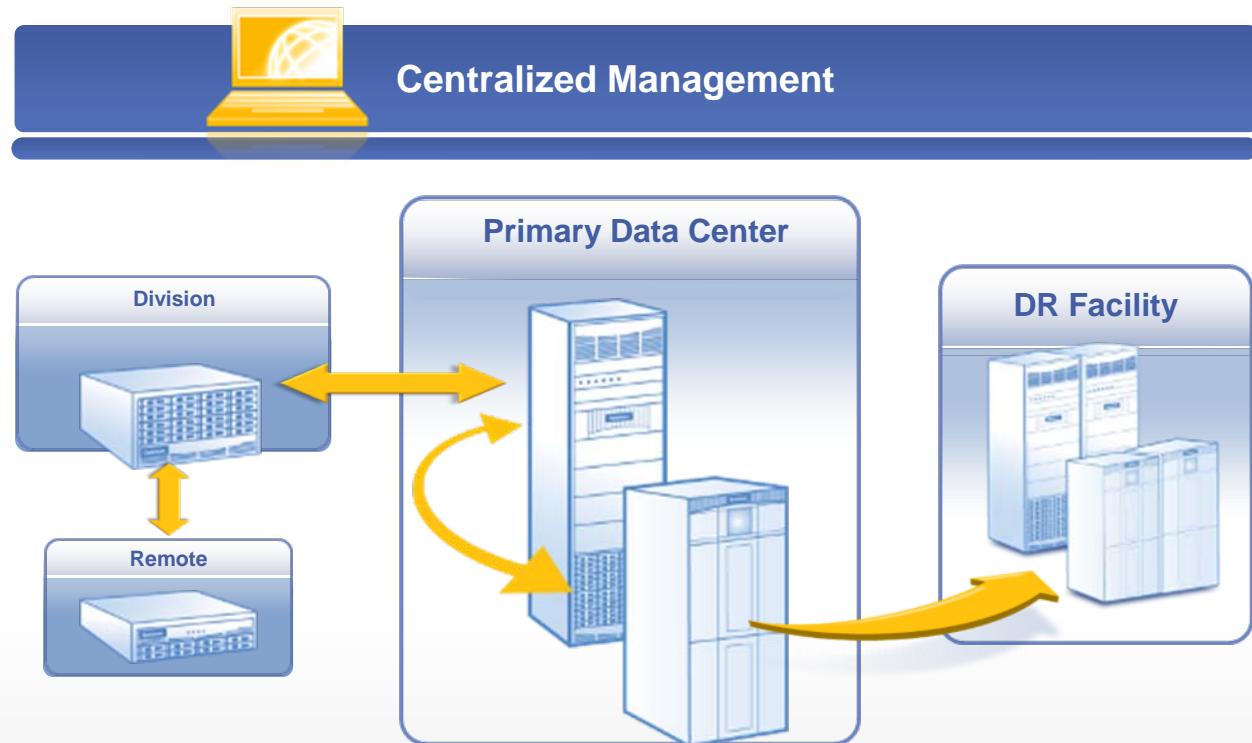 Centralized Management
Primary Data Center
Division
DR Facility
Remote